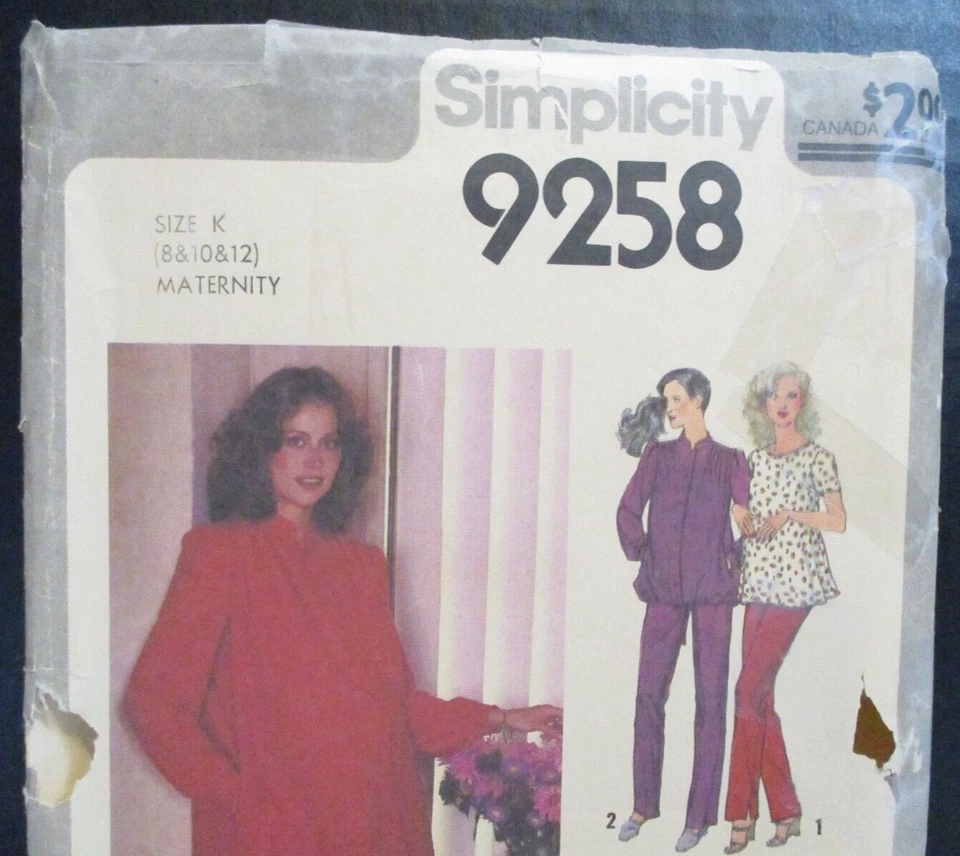 Simplicity
CANADA $2.00
9258
SIZE K
(8&10&12)
MATERNITY
2
1